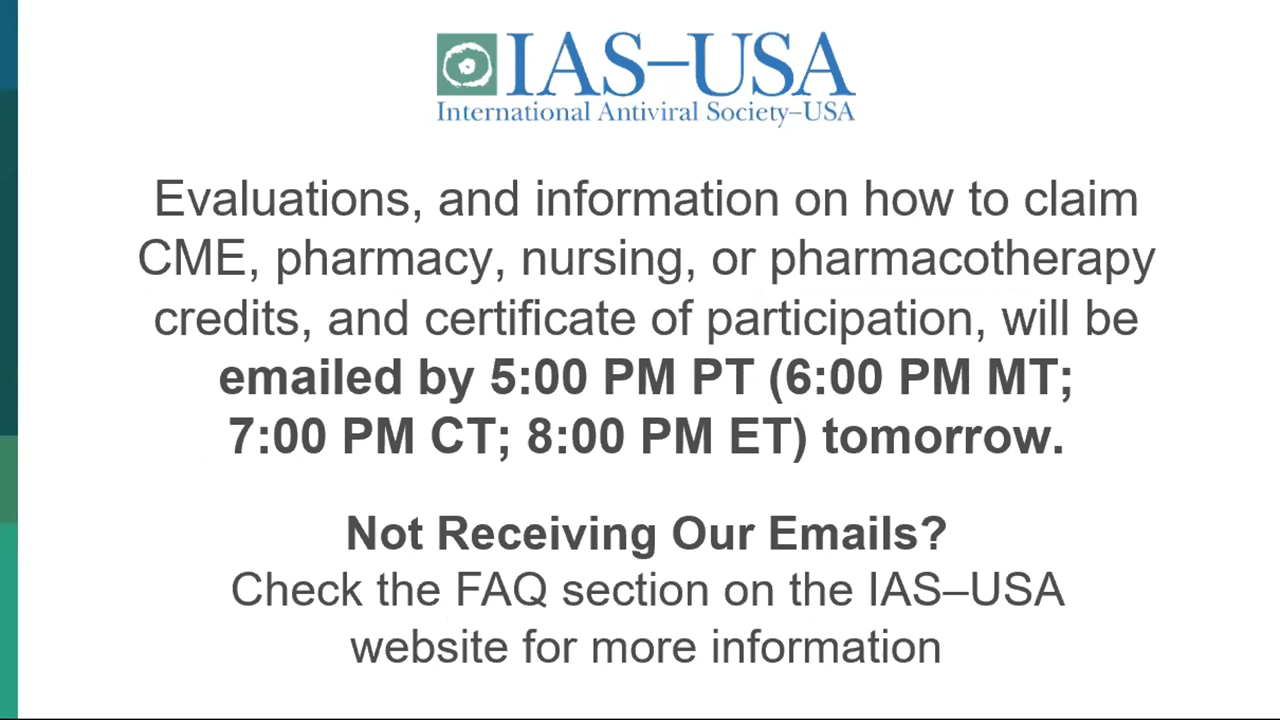 IAS–USA
International Antiviral Society–USA
Evaluations, and information on how to claim
CME, pharmacy, nursing, or pharmacotherapy
credits, and certificate of participation, will be
emailed by 5:00 PM PT (6:00 PM MT;
7:00 PM CT; 8:00 PM ET) tomorrow.
Not Receiving Our Emails?
Check the FAQ section on the IAS–USA
website for more information